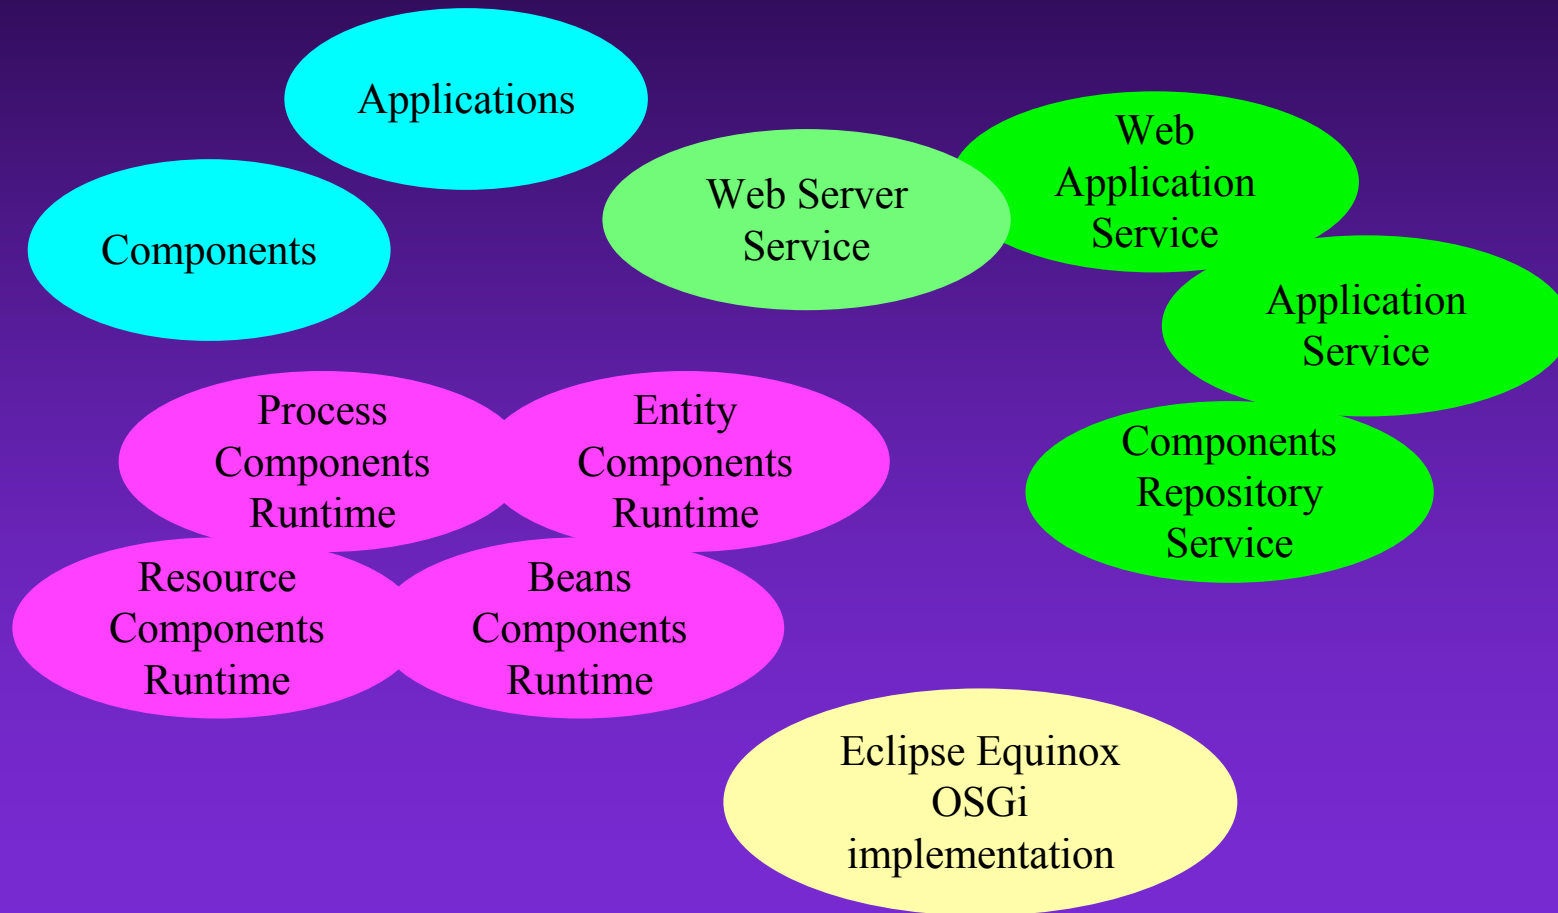 Applications
Components
Web Server
Service
Web
Application
Service
Application
Service
Components
Repository
Service
Process
Components
Runtime
Entity
Components
Runtime
Resource
Components
Runtime
Beans
Components
Runtime
Eclipse Equinox
OSGi
implementation